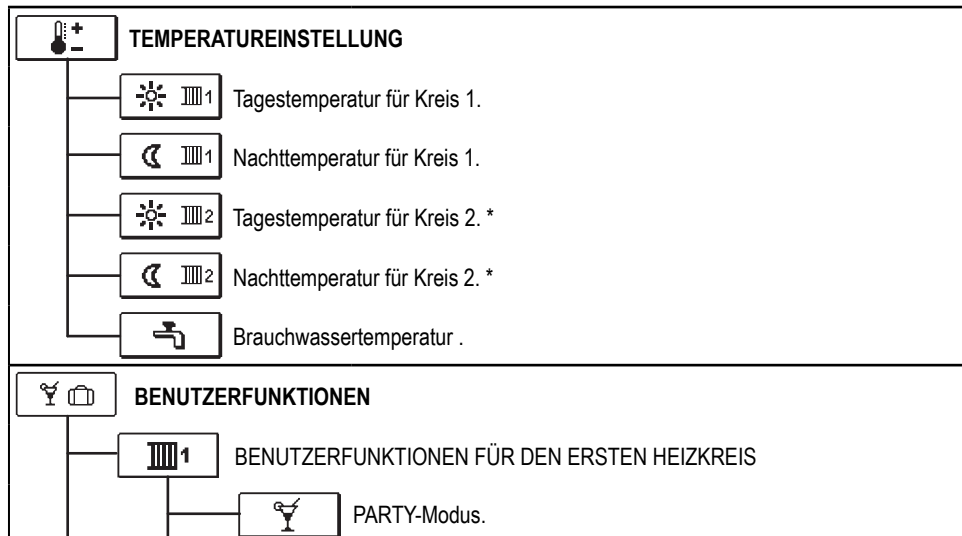 TEMPERATUREINSTELLUNG
1 Tagestemperatur für Kreis 1.
1 Nachttemperatur für Kreis 1.
2 Tagestemperatur für Kreis 2. *
2 Nachttemperatur für Kreis 2. *
Brauchwassertemperatur .
BENUTZERFUNKTIONEN
1 BENUTZERFUNKTIONEN FÜR DEN ERSTEN HEIZKREIS
PARTY-Modus.